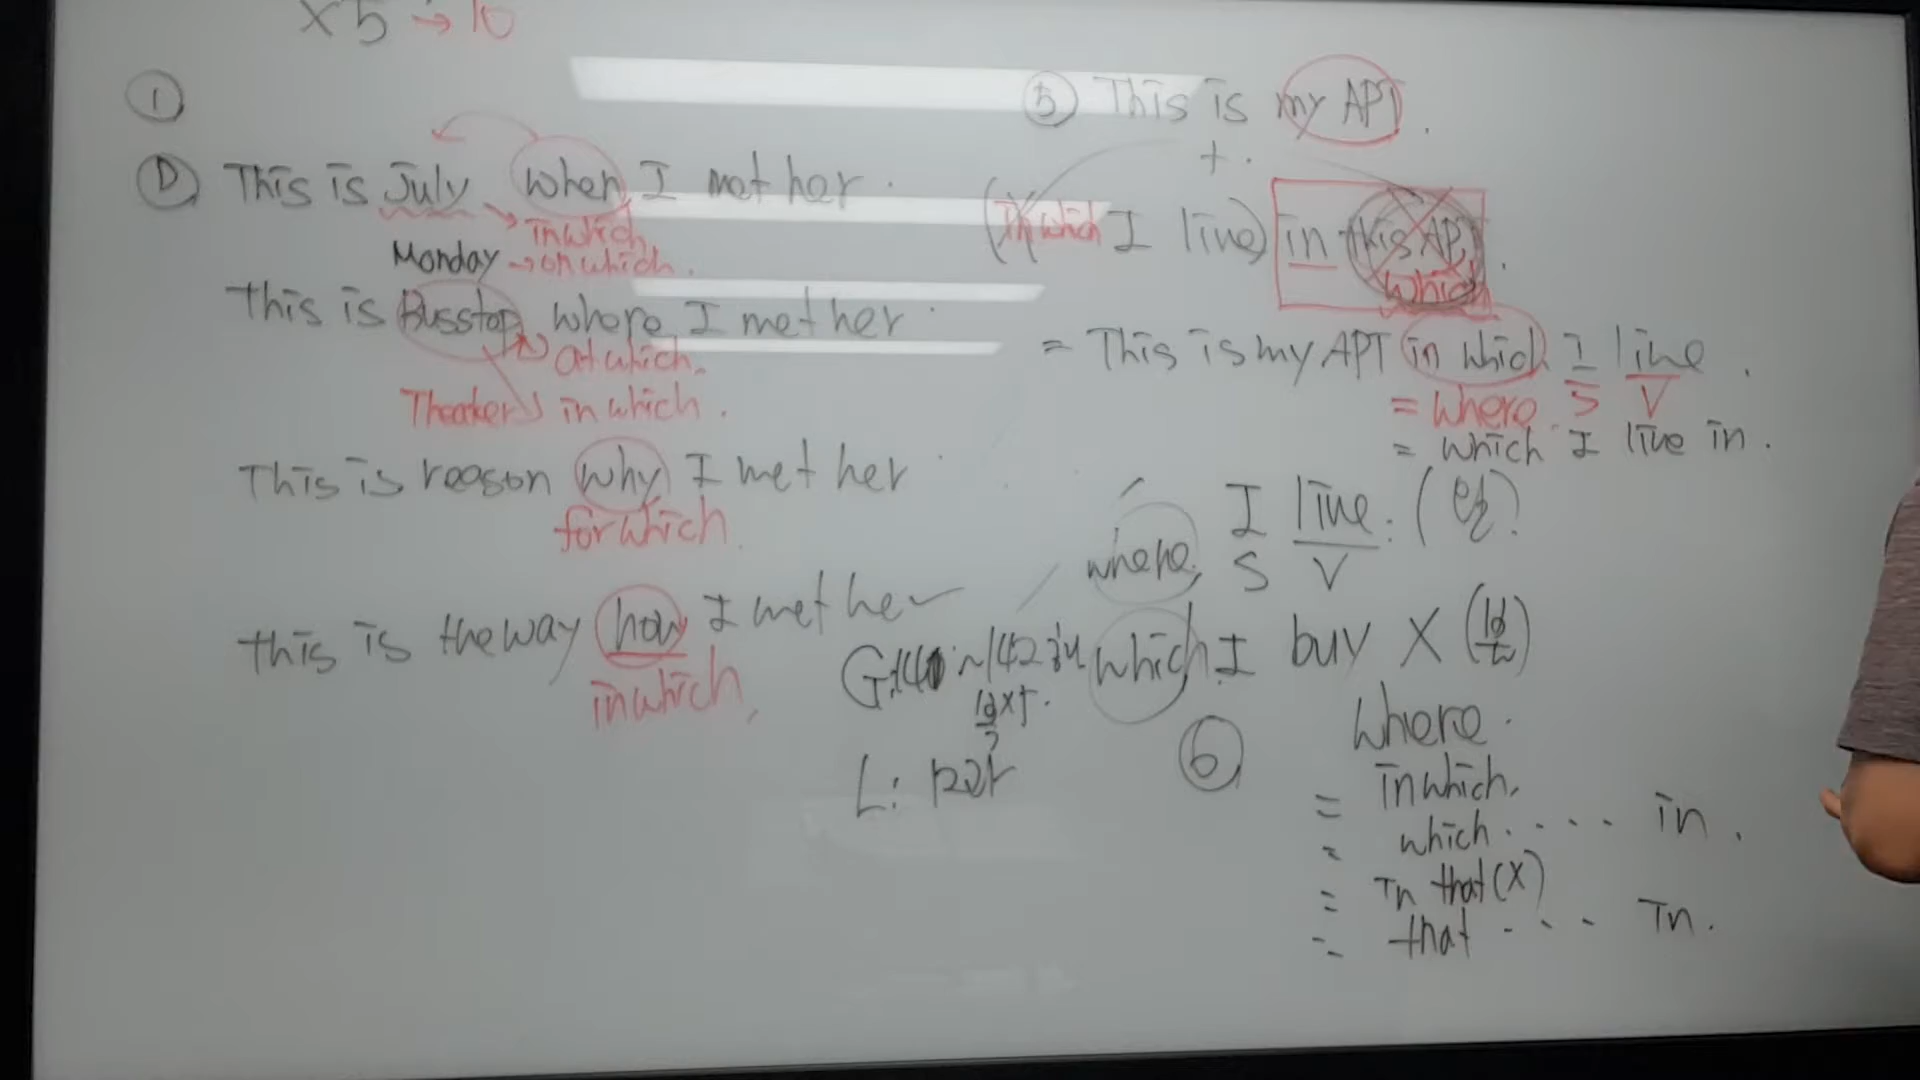 x5 → 10
①
① This is July when I met her.
in which
Monday → on which.
This is Busstop where I met her.
at which.
Theater in which.
This is reason why I met her
for which.
this is the way how I met her
in which,
⑤ This is my APT.
+.
(in which I live) in this APT.
which
= This is my APT in which I live.
= where. S V
= which I live in.
where, I live. (완)
S V
which I buy X (불완)
G:
L:
⑥ where.
= in which,
= which. . . . in.
= in that (X)
= that . . . in.